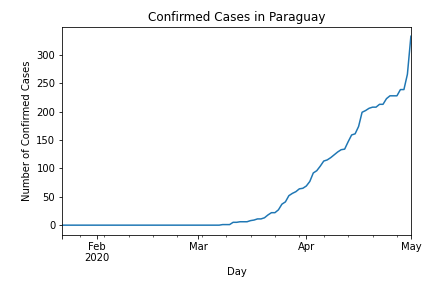 Confirmed Cases in Paraguay
Number of Confirmed Cases
300
250
200
150
100
50
0
Feb
2020
Mar
Apr
May
Day